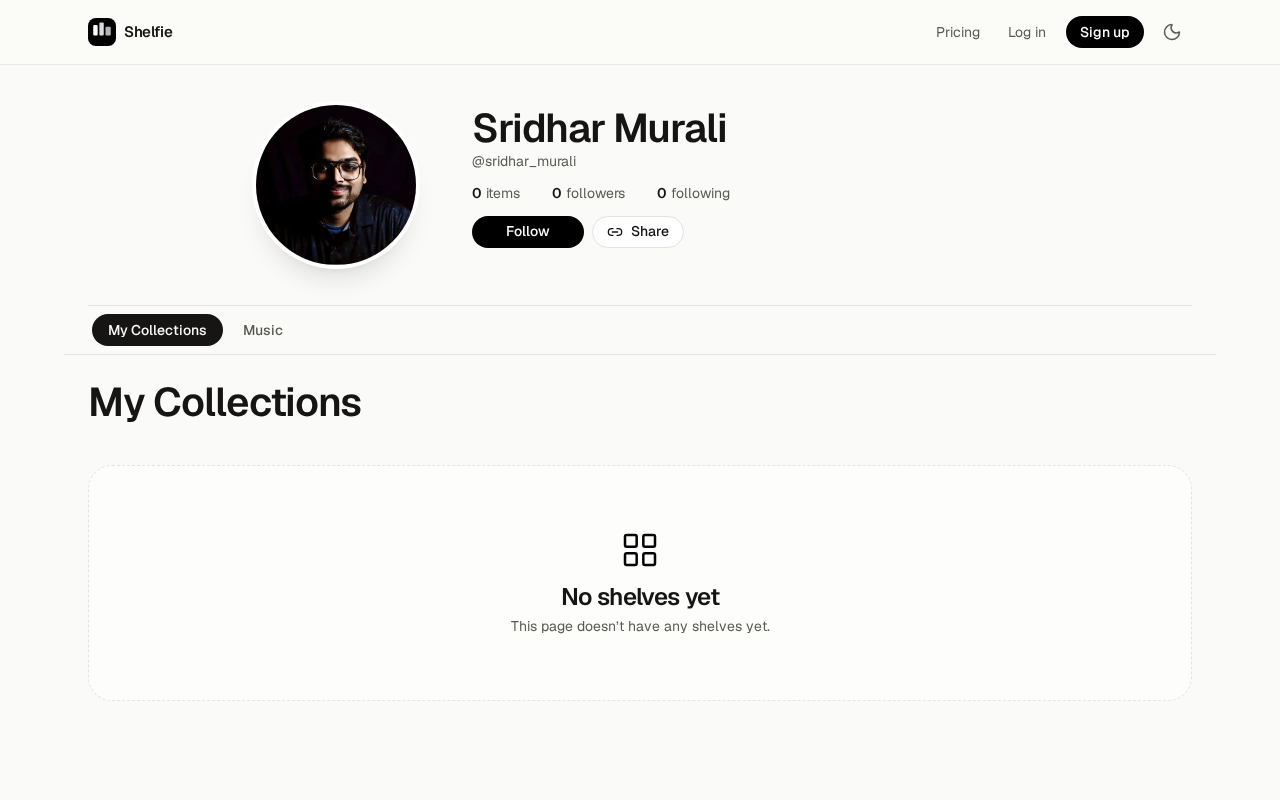 Shelfie
Pricing
Log in
Sign up
Sridhar Murali
@sridhar_murali
0 items
0 followers
0 following
Follow
Share
My Collections
Music
My Collections
No shelves yet
This page doesn't have any shelves yet.